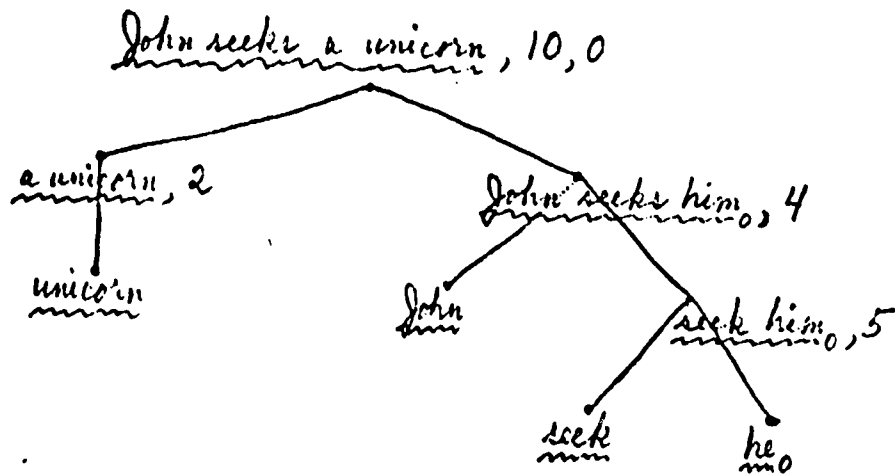 John seeks a unicorn, 10, 0
a unicorn, 2
John seeks him₀, 4
unicorn
John
seek him₀, 5
seek
he₀